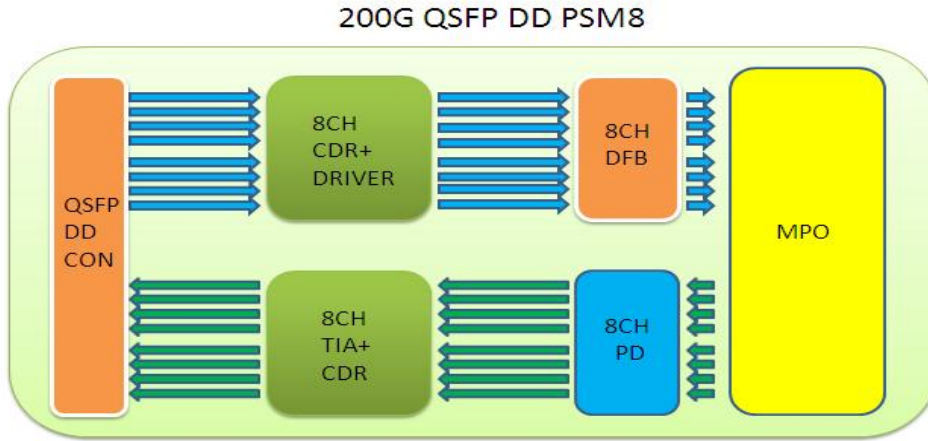 200G QSFP DD PSM8
QSFP
DD
CON
8CH
CDR+
DRIVER
8CH
DFB
MPO
8CH
TIA+
CDR
8CH
PD